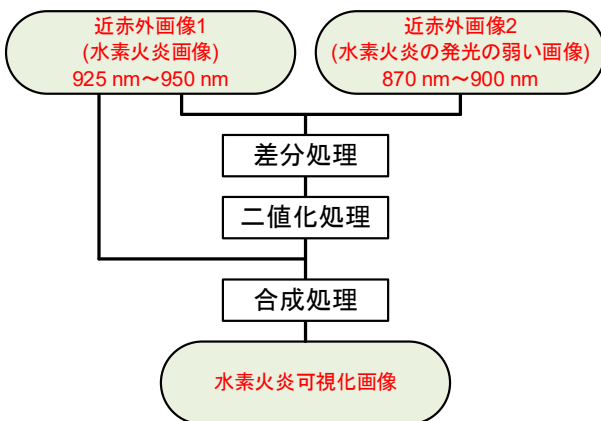 近赤外画像1
(水素火炎画像)
925 nm～950 nm
近赤外画像2
(水素火炎の発光の弱い画像)
870 nm～900 nm
差分処理
二値化処理
合成処理
水素火炎可視化画像